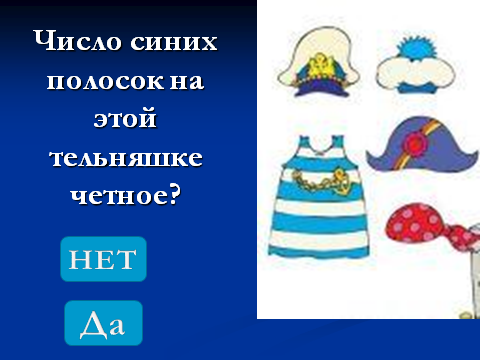 Число синих
полосок на
этой
тельняшке
четное?
НЕТ
Да